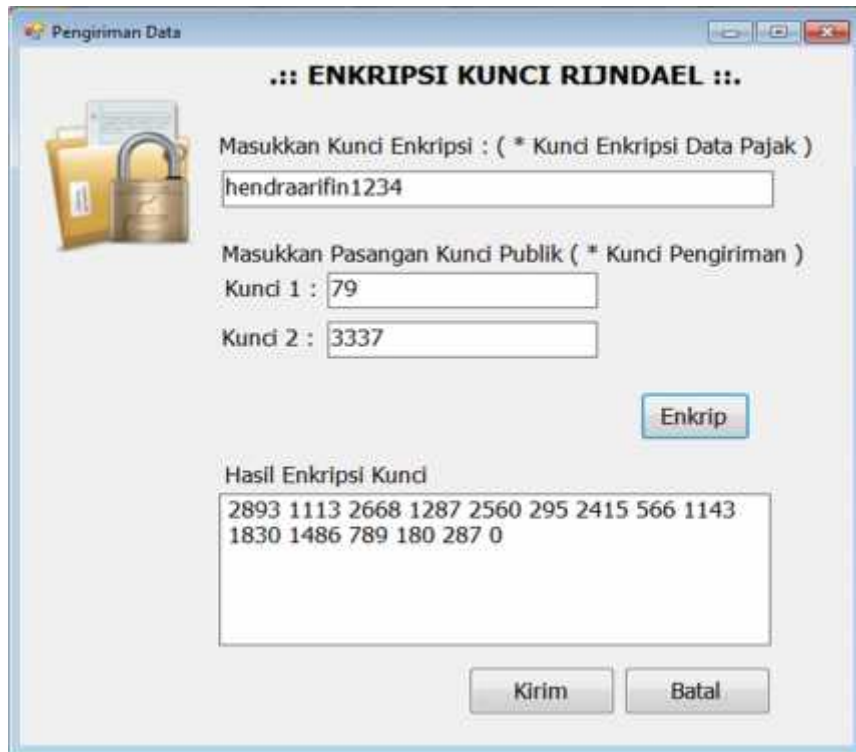 Pengiriman Data
.:: ENKRIPSI KUNCI RIJNDAEL ::.
Masukkan Kunci Enkripsi : ( * Kunci Enkripsi Data Pajak )
hendraarifin1234
Masukkan Pasangan Kunci Publik ( * Kunci Pengiriman )
Kunci 1 : 79
Kunci 2 : 3337
Enkrip
Hasil Enkripsi Kunci
2893 1113 2668 1287 2560 295 2415 566 1143
1830 1486 789 180 287 0
Kirim Batal